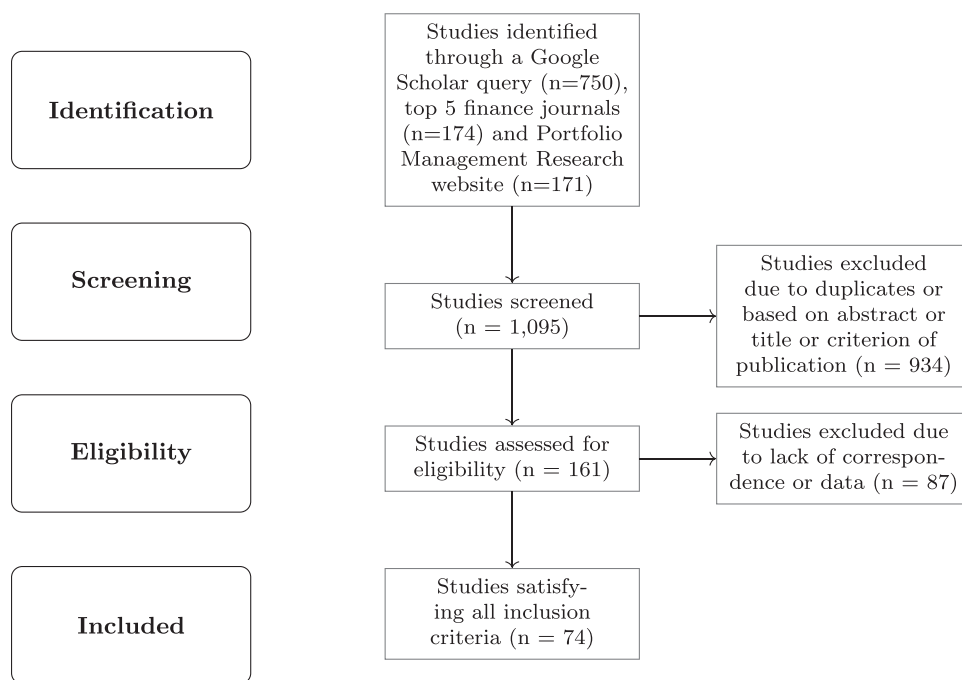 Identification
Studies identified
through a Google
Scholar query (n=750),
top 5 finance journals
(n=174) and Portfolio
Management Research
website (n=171)
Screening
Studies screened
(n = 1,095)
Studies excluded
due to duplicates or
based on abstract or
title or criterion of
publication (n = 934)
Eligibility
Studies assessed for
eligibility (n = 161)
Studies excluded due
to lack of correspon-
dence or data (n = 87)
Included
Studies satisfy-
ing all inclusion
criteria (n = 74)